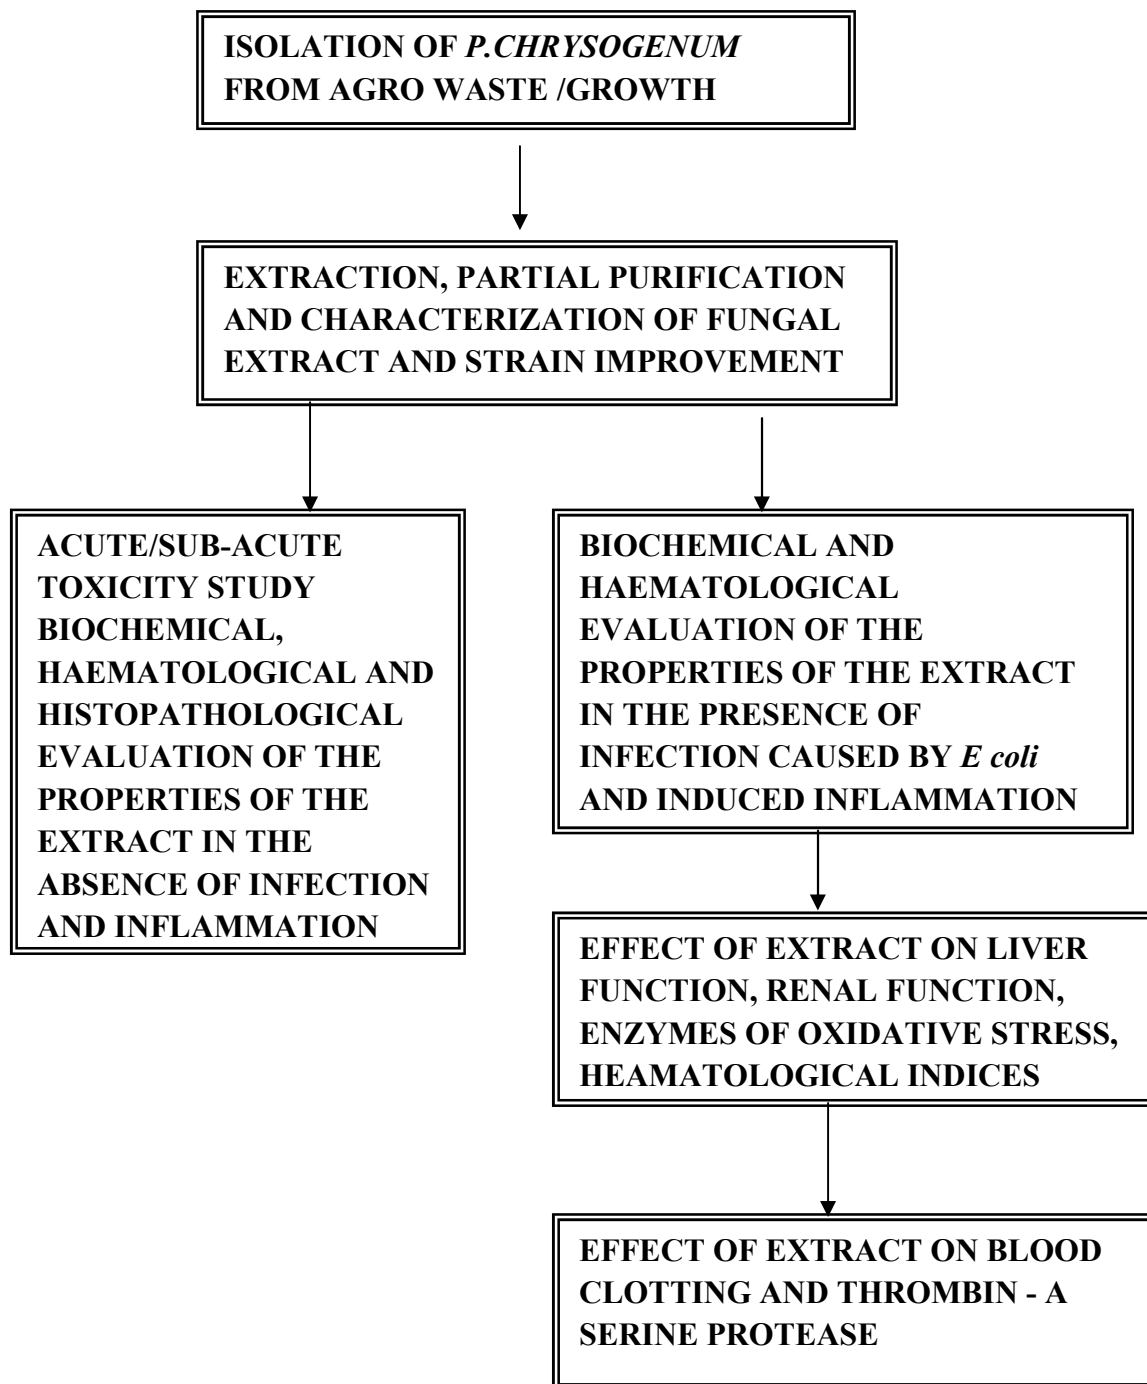 ISOLATION OF P.CHRYSOGENUM
FROM AGRO WASTE /GROWTH
EXTRACTION, PARTIAL PURIFICATION
AND CHARACTERIZATION OF FUNGAL
EXTRACT AND STRAIN IMPROVEMENT
ACUTE/SUB-ACUTE
TOXICITY STUDY
BIOCHEMICAL,
HAEMATOLOGICAL AND
HISTOPATHOLOGICAL
EVALUATION OF THE
PROPERTIES OF THE
EXTRACT IN THE
ABSENCE OF INFECTION
AND INFLAMMATION
BIOCHEMICAL AND
HAEMATOLOGICAL
EVALUATION OF THE
PROPERTIES OF THE EXTRACT
IN THE PRESENCE OF
INFECTION CAUSED BY E coli
AND INDUCED INFLAMMATION
EFFECT OF EXTRACT ON LIVER
FUNCTION, RENAL FUNCTION,
ENZYMES OF OXIDATIVE STRESS,
HEAMATOLOGICAL INDICES
EFFECT OF EXTRACT ON BLOOD
CLOTTING AND THROMBIN - A
SERINE PROTEASE